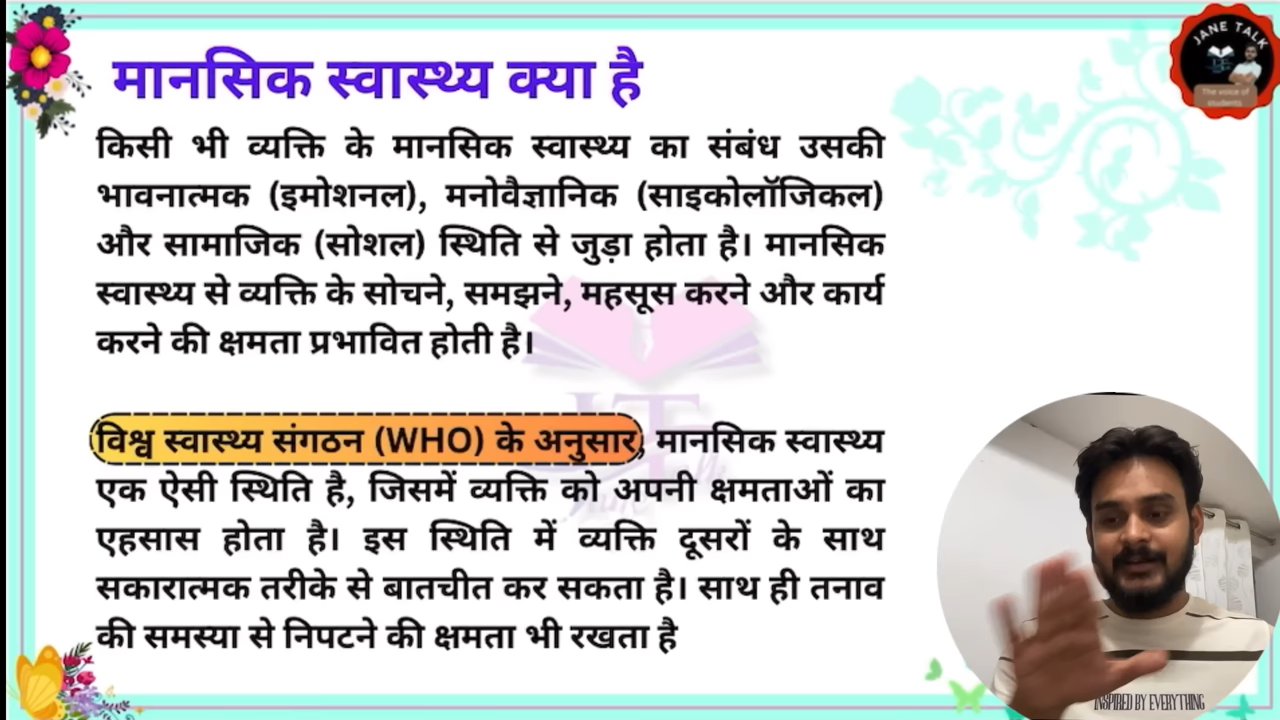 मानसिक स्वास्थ्य क्या है
JANE TALK
The voice of
students
किसी भी व्यक्ति के मानसिक स्वास्थ्य का संबंध उसकी
भावनात्मक (इमोशनल), मनोवैज्ञानिक (साइकोलॉजिकल)
और सामाजिक (सोशल) स्थिति से जुड़ा होता है। मानसिक
स्वास्थ्य से व्यक्ति के सोचने, समझने, महसूस करने और कार्य
करने की क्षमता प्रभावित होती है।
विश्व स्वास्थ्य संगठन (WHO) के अनुसार, मानसिक स्वास्थ्य
एक ऐसी स्थिति है, जिसमें व्यक्ति को अपनी क्षमताओं का
एहसास होता है। इस स्थिति में व्यक्ति दूसरों के साथ
सकारात्मक तरीके से बातचीत कर सकता है। साथ ही तनाव
की समस्या से निपटने की क्षमता भी रखता है
INSPIRED BY EVERYTHING